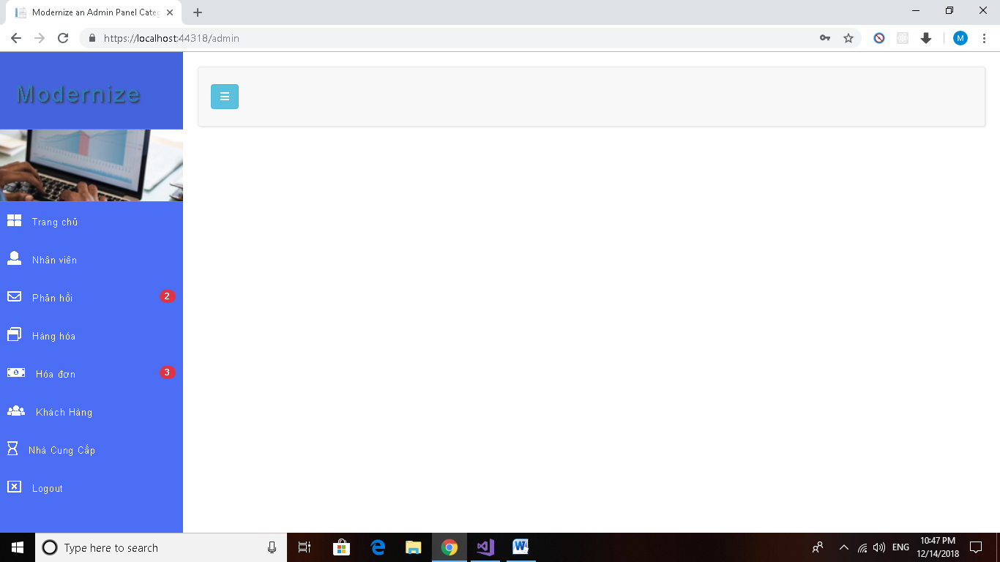 Modernize an Admin Panel Categ
https://localhost:44318/admin
M
Modernize
Trang chủ
Nhân viên
Phản hồi 2
Hàng hóa
Hóa đơn 3
Khách Hàng
Nhà Cung Cấp
Logout
Type here to search
ENG
10:47 PM
12/14/2018